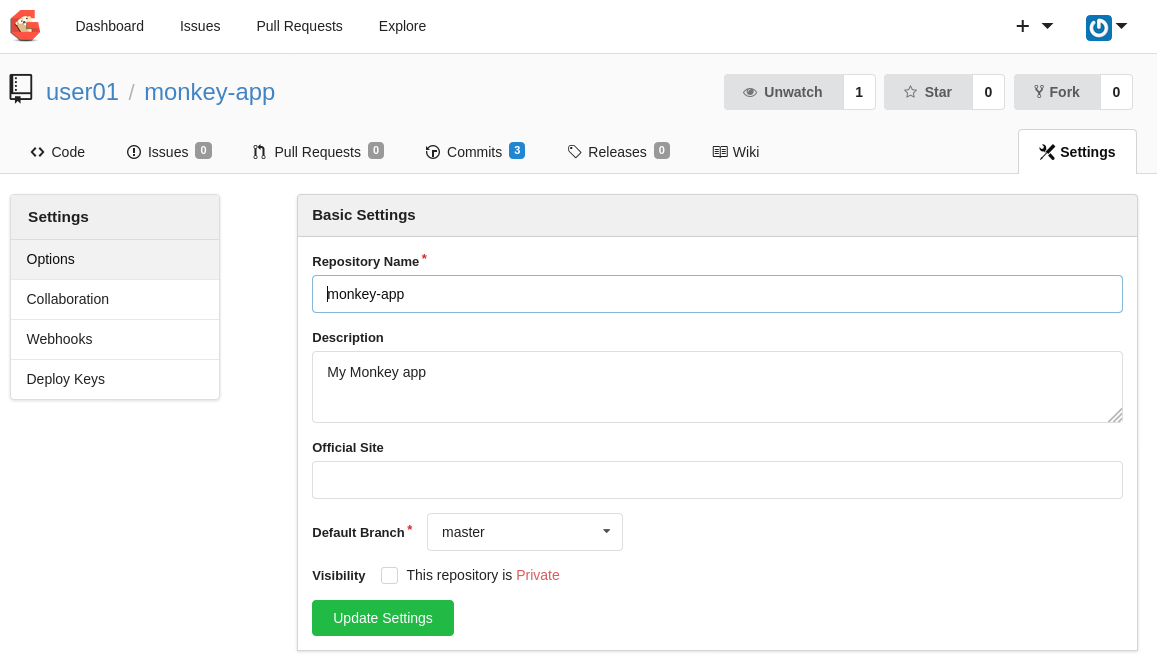 Dashboard Issues Pull Requests Explore
user01 / monkey-app Unwatch 1 Star 0 Fork 0
Code Issues 0 Pull Requests 0 Commits 3 Releases 0 Wiki Settings
Settings
Options
Collaboration
Webhooks
Deploy Keys
Basic Settings
Repository Name *
monkey-app
Description
My Monkey app
Official Site
Default Branch * master
Visibility This repository is Private
Update Settings